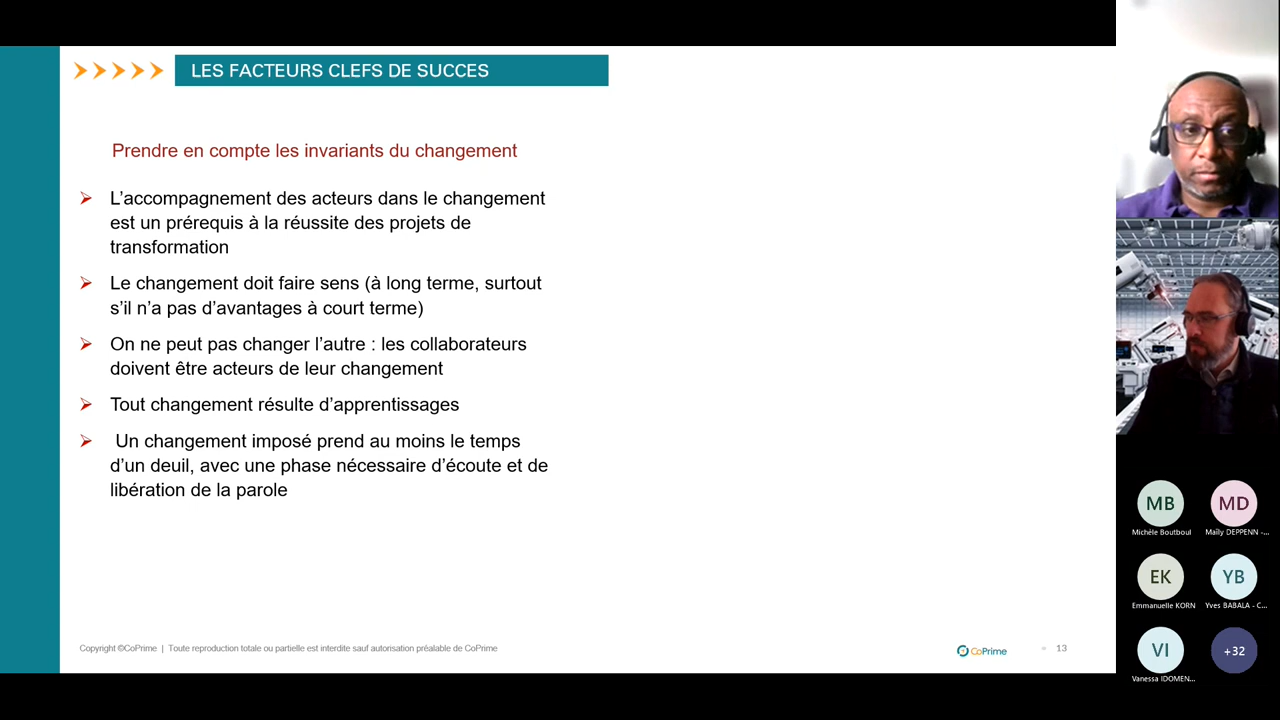 LES FACTEURS CLEFS DE SUCCES
Prendre en compte les invariants du changement
L’accompagnement des acteurs dans le changement
est un prérequis à la réussite des projets de
transformation
Le changement doit faire sens (à long terme, surtout
s’il n’a pas d’avantages à court terme)
On ne peut pas changer l’autre : les collaborateurs
doivent être acteurs de leur changement
Tout changement résulte d’apprentissages
Un changement imposé prend au moins le temps
d’un deuil, avec une phase nécessaire d’écoute et de
libération de la parole
Copyright ©CoPrime | Toute reproduction totale ou partielle est interdite sauf autorisation préalable de CoPrime
CoPrime
13
MB
MD
Michèle Boutboul
Maïly DEPPENN -...
EK
YB
Emmanuelle KORN
Yves BABALA - C...
VI
+32
Vanessa IDOMEN...